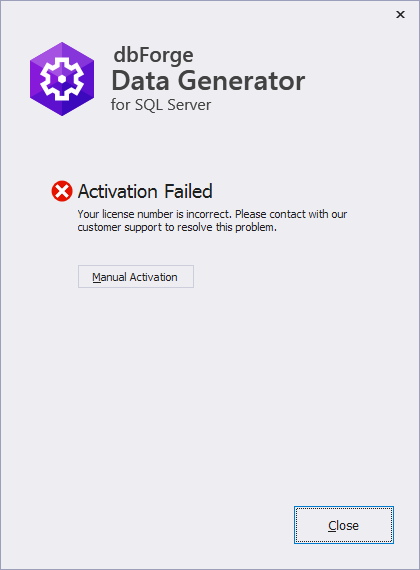 dbForge
Data Generator
for SQL Server
Activation Failed
Your license number is incorrect. Please contact with our
customer support to resolve this problem.
Manual Activation
Close